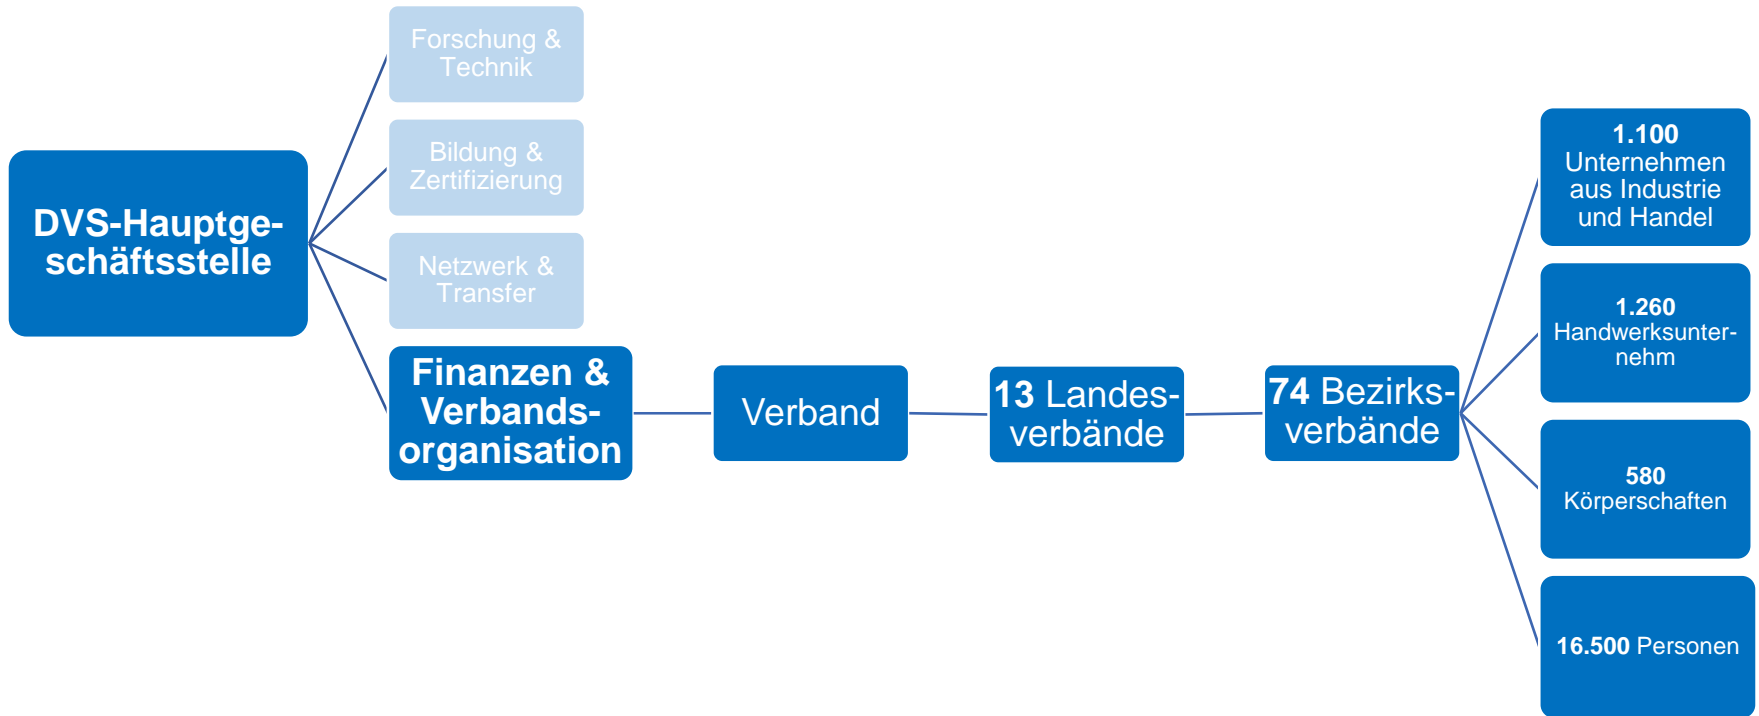 DVS-Hauptge-
schäftsstelle
Forschung &
Technik
Bildung &
Zertifizierung
Netzwerk &
Transfer
Finanzen &
Verbands-
organisation
Verband
13 Landes-
verbände
74 Bezirks-
verbände
1.100
Unternehmen
aus Industrie
und Handel
1.260
Handwerksunter-
nehm
580
Körperschaften
16.500 Personen